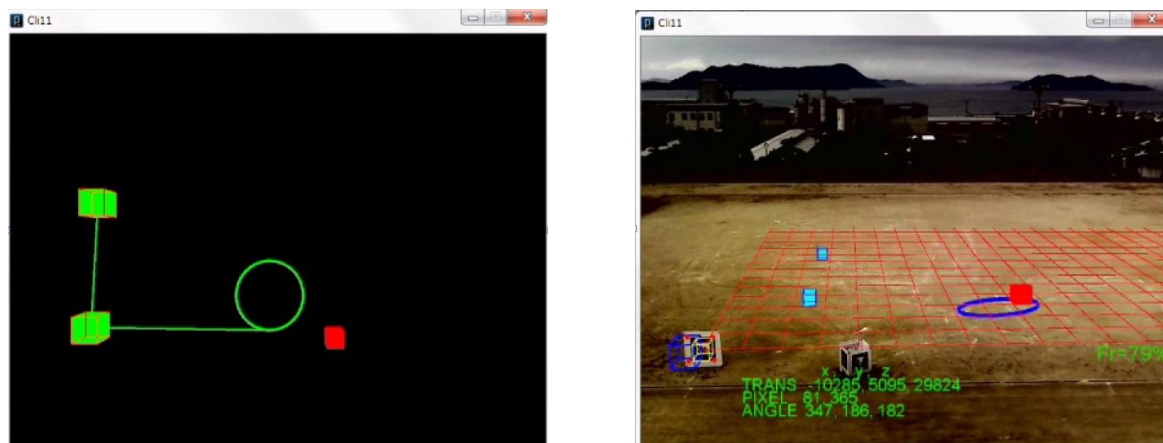 Cli11
Cli11
Fr=79%
x, y, z
TRANS -10285, 5095, 29824
PIXEL 81, 365
ANGLE 347, 186, 182